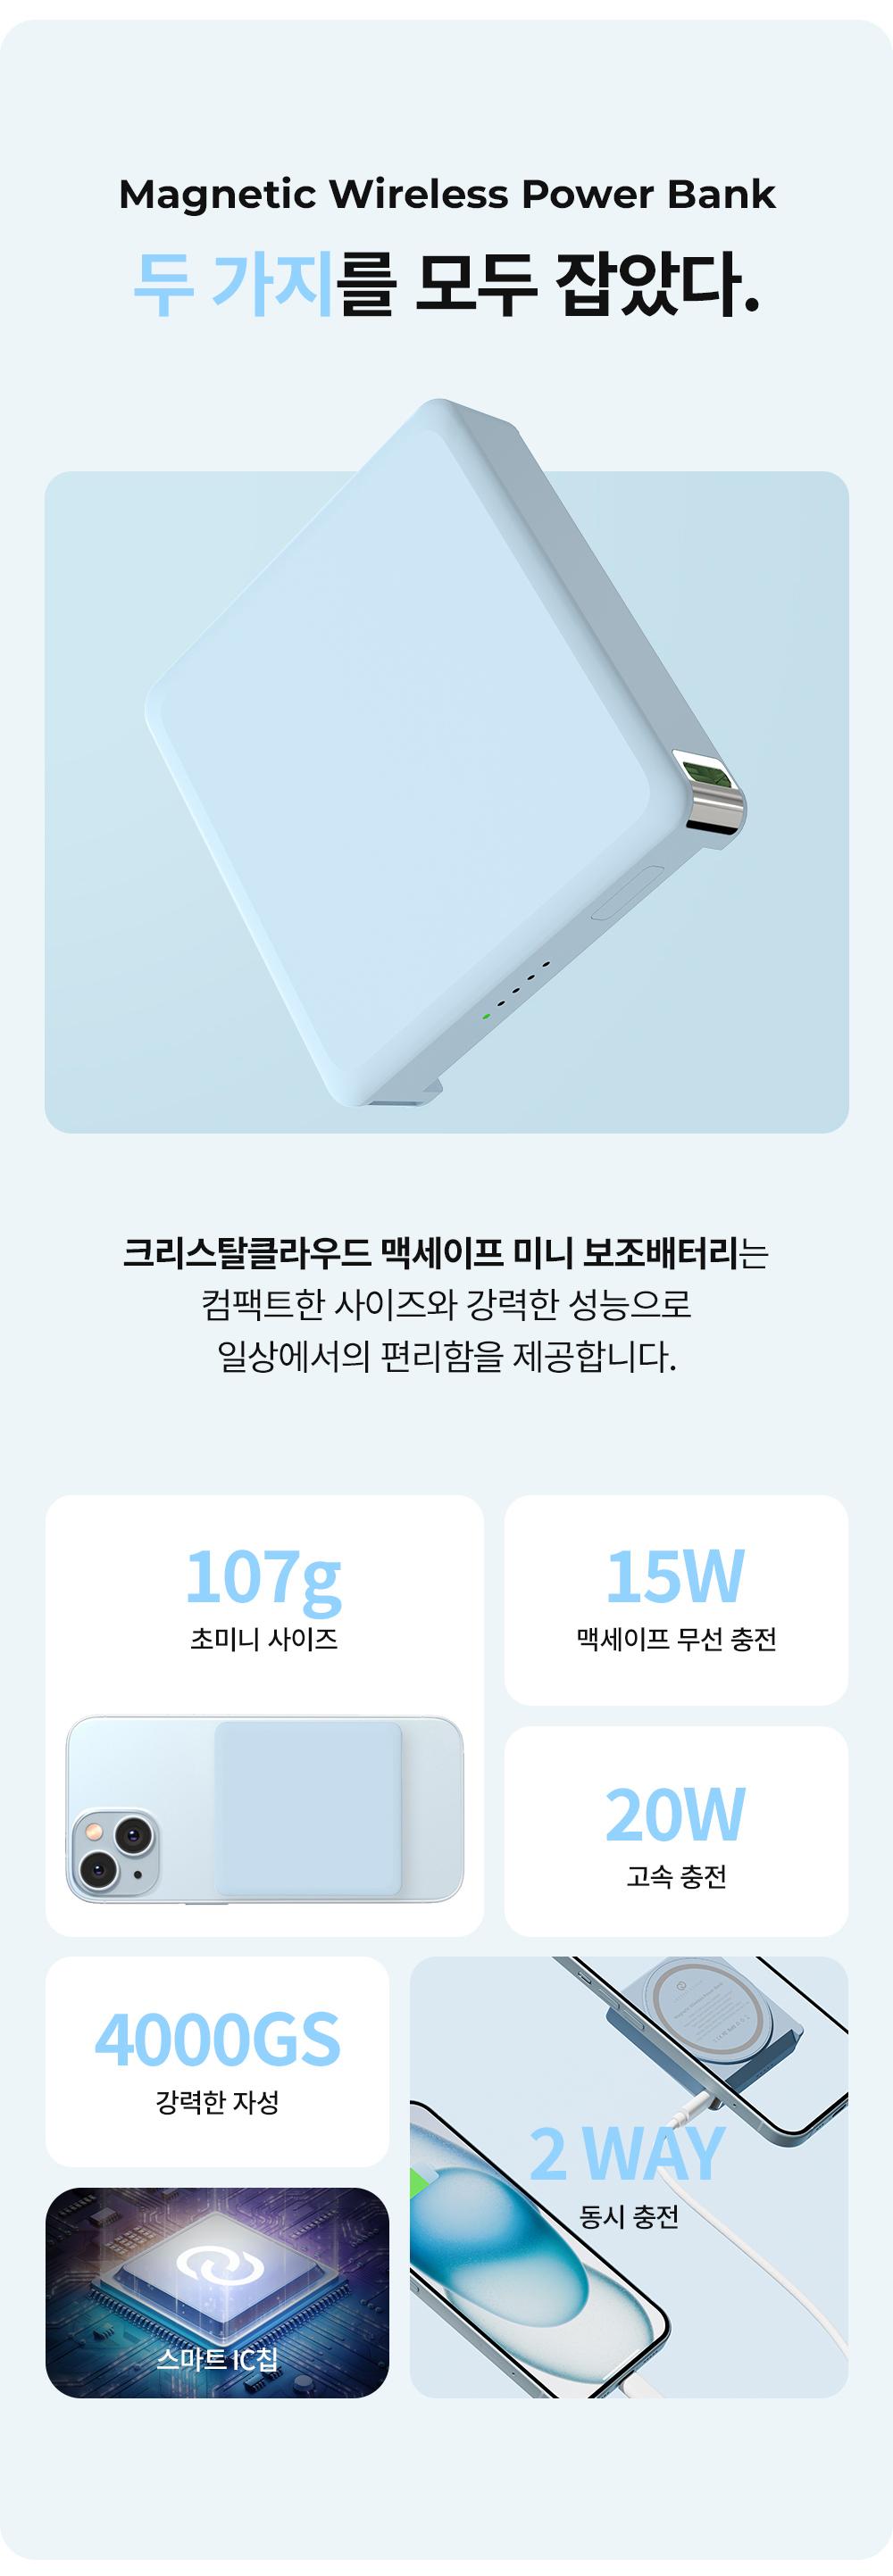 Magnetic Wireless Power Bank
두 가지를 모두 잡았다.
크리스탈클라우드 맥세이프 미니 보조배터리는
컴팩트한 사이즈와 강력한 성능으로
일상에서의 편리함을 제공합니다.
107g
초미니 사이즈
15W
맥세이프 무선 충전
20W
고속 충전
4000GS
강력한 자성
2 WAY
동시 충전
스마트 IC칩